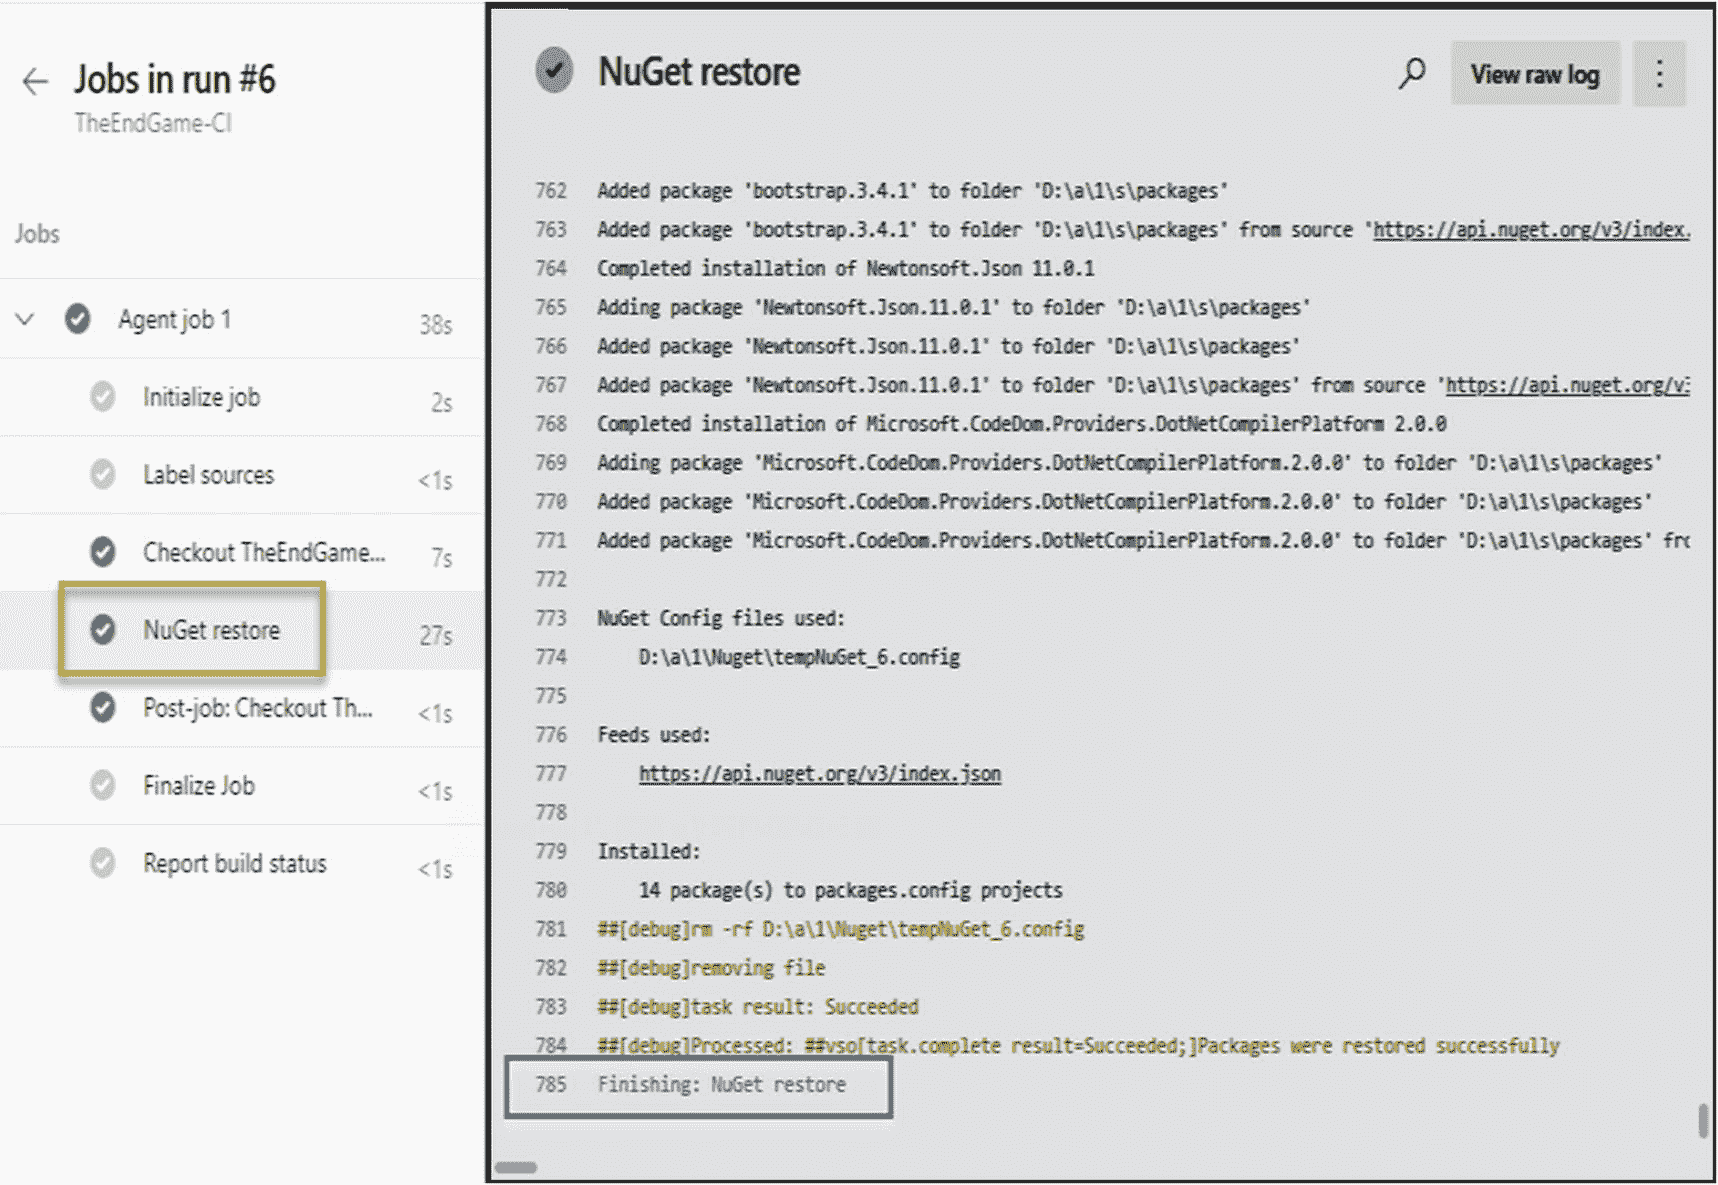 Jobs in run #6
TheEndGame-CI
Jobs
Agent job 1 38s
Initialize job 2s
Label sources <1s
Checkout TheEndGame... 7s
NuGet restore 27s
Post-job: Checkout Th... <1s
Finalize Job <1s
Report build status <1s
NuGet restore
View raw log
762 Added package 'bootstrap.3.4.1' to folder 'D:\a\1\s\packages'
763 Added package 'bootstrap.3.4.1' to folder 'D:\a\1\s\packages' from source 'https://api.nuget.org/v3/index.
764 Completed installation of Newtonsoft.Json 11.0.1
765 Adding package 'Newtonsoft.Json.11.0.1' to folder 'D:\a\1\s\packages'
766 Added package 'Newtonsoft.Json.11.0.1' to folder 'D:\a\1\s\packages'
767 Added package 'Newtonsoft.Json.11.0.1' to folder 'D:\a\1\s\packages' from source 'https://api.nuget.org/v3
768 Completed installation of Microsoft.CodeDom.Providers.DotNetCompilerPlatform 2.0.0
769 Adding package 'Microsoft.CodeDom.Providers.DotNetCompilerPlatform.2.0.0' to folder 'D:\a\1\s\packages'
770 Added package 'Microsoft.CodeDom.Providers.DotNetCompilerPlatform.2.0.0' to folder 'D:\a\1\s\packages'
771 Added package 'Microsoft.CodeDom.Providers.DotNetCompilerPlatform.2.0.0' to folder 'D:\a\1\s\packages' fro
772
773 NuGet Config files used:
774 D:\a\1\Nuget\tempNuGet_6.config
775
776 Feeds used:
777 https://api.nuget.org/v3/index.json
778
779 Installed:
780 14 package(s) to packages.config projects
781 ##[debug]rm -rf D:\a\1\Nuget\tempNuGet_6.config
782 ##[debug]removing file
783 ##[debug]task result: Succeeded
784 ##[debug]Processed: ##vso[task.complete result=Succeeded;]Packages were restored successfully
785 Finishing: NuGet restore